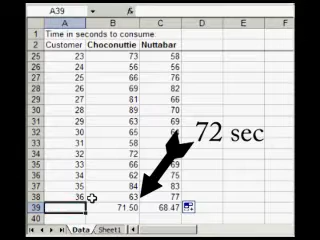 A39
A B C D E F
1 Time in seconds to consume:
2 Customer Choconuttie Nuttabar
25 23 73 58
26 24 56 56
27 25 66 76
28 26 69 82
29 27 81 66
30 28 89 70
31 29 63 69
32 30 65
33 31 58
34 32 72
35 33 66 69
36 34 62 75
37 35 84 83
38 36 63 77
39 71.50 68.47
40
72 sec
Data Sheet1